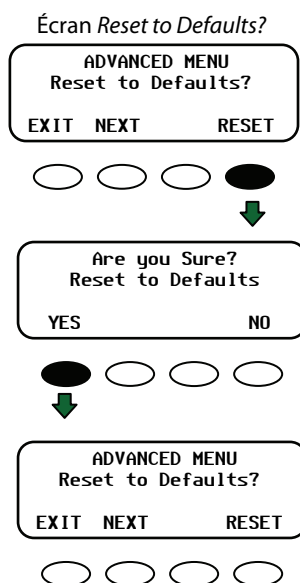 Écran Reset to Defaults?
ADVANCED MENU
Reset to Defaults?
EXIT NEXT RESET
Are you Sure?
Reset to Defaults
YES NO
ADVANCED MENU
Reset to Defaults?
EXIT NEXT RESET